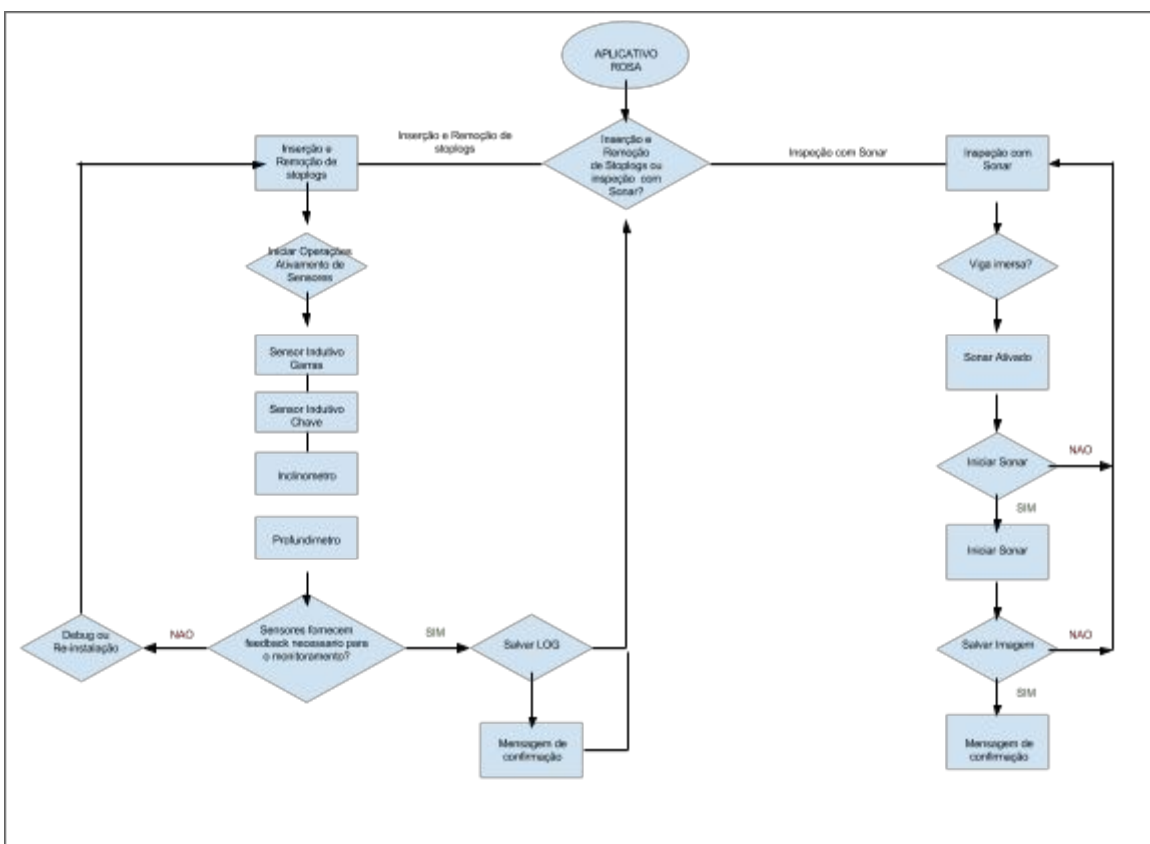 APLICATIVO
ROSA
Inserção e
Remoção
de Stoplogs ou
inspeção com
Sonar?
Inserção e Remoção de
stoplogs
Inspeção com Sonar
Inserção e
Remoção de
stoplogs
Iniciar Operações
Ativamento de
Sensores
Sensor Indutivo
Garras
Sensor Indutivo
Chave
Inclinometro
Profundimetro
Sensores fornecem
feedback necessario para
o monitoramento?
NAO
Debug ou
Re-instalação
SIM
Salvar LOG
Mensagem de
confirmação
Inspeção com
Sonar
Viga imersa?
Sonar Ativado
Iniciar Sonar
NAO
SIM
Iniciar Sonar
Salvar Imagem
NAO
SIM
Mensagem de
confirmação